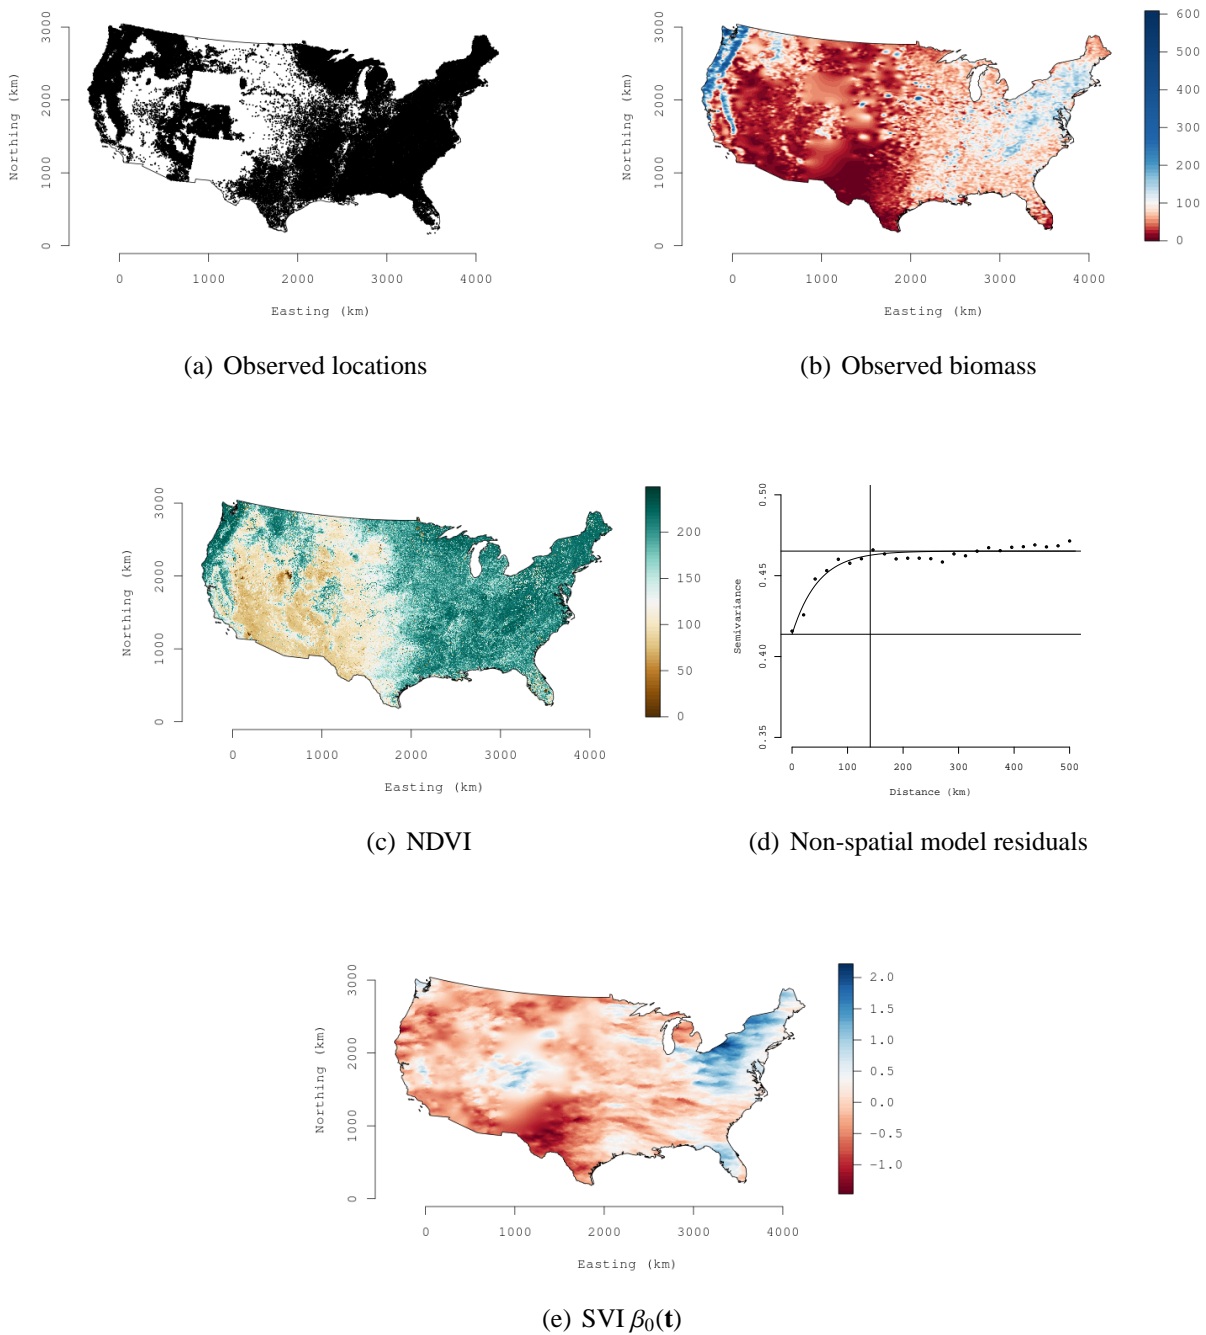 3000
2000
1000
0
Northing (km)
0 1000 2000 3000 4000
Easting (km)
(a) Observed locations
3000
2000
1000
0
Northing (km)
0 1000 2000 3000 4000
Easting (km)
600
500
400
300
200
100
0
(b) Observed biomass
3000
2000
1000
0
Northing (km)
0 1000 2000 3000 4000
Easting (km)
200
150
100
50
0
(c) NDVI
0.50
0.45
0.40
0.35
Semivariance
0 100 200 300 400 500
Distance (km)
(d) Non-spatial model residuals
3000
2000
1000
0
Northing (km)
0 1000 2000 3000 4000
Easting (km)
2.0
1.0
0.5
0.0
−0.5
−1.0
(e) SVI β₀(t)